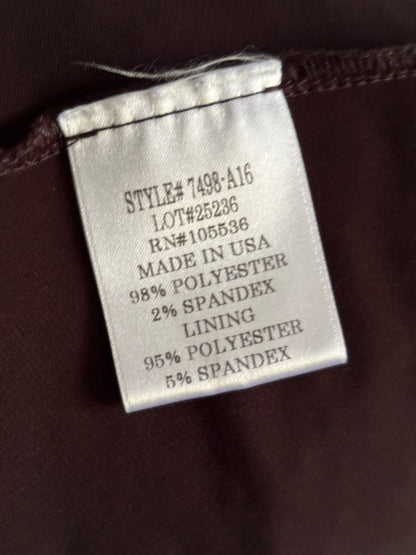 STYLE# 7498-A16
LOT#25236
RN#105536
MADE IN USA
98% POLYESTER
2% SPANDEX
LINING
95% POLYESTER
5% SPANDEX